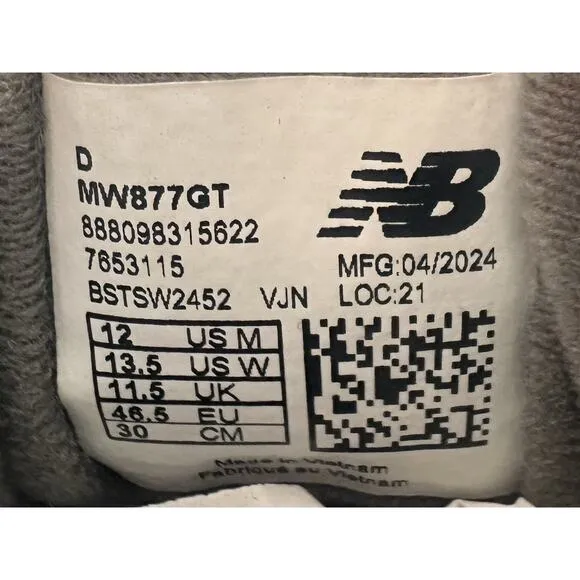 D
MW877GT
888098315622
7653115
BSTSW2452 VJN
NB
MFG:04/2024
LOC:21
12 US M
13.5 US W
11.5 UK
46.5 EU
30 CM
Made in Vietnam
Fabriqué au Vietnam